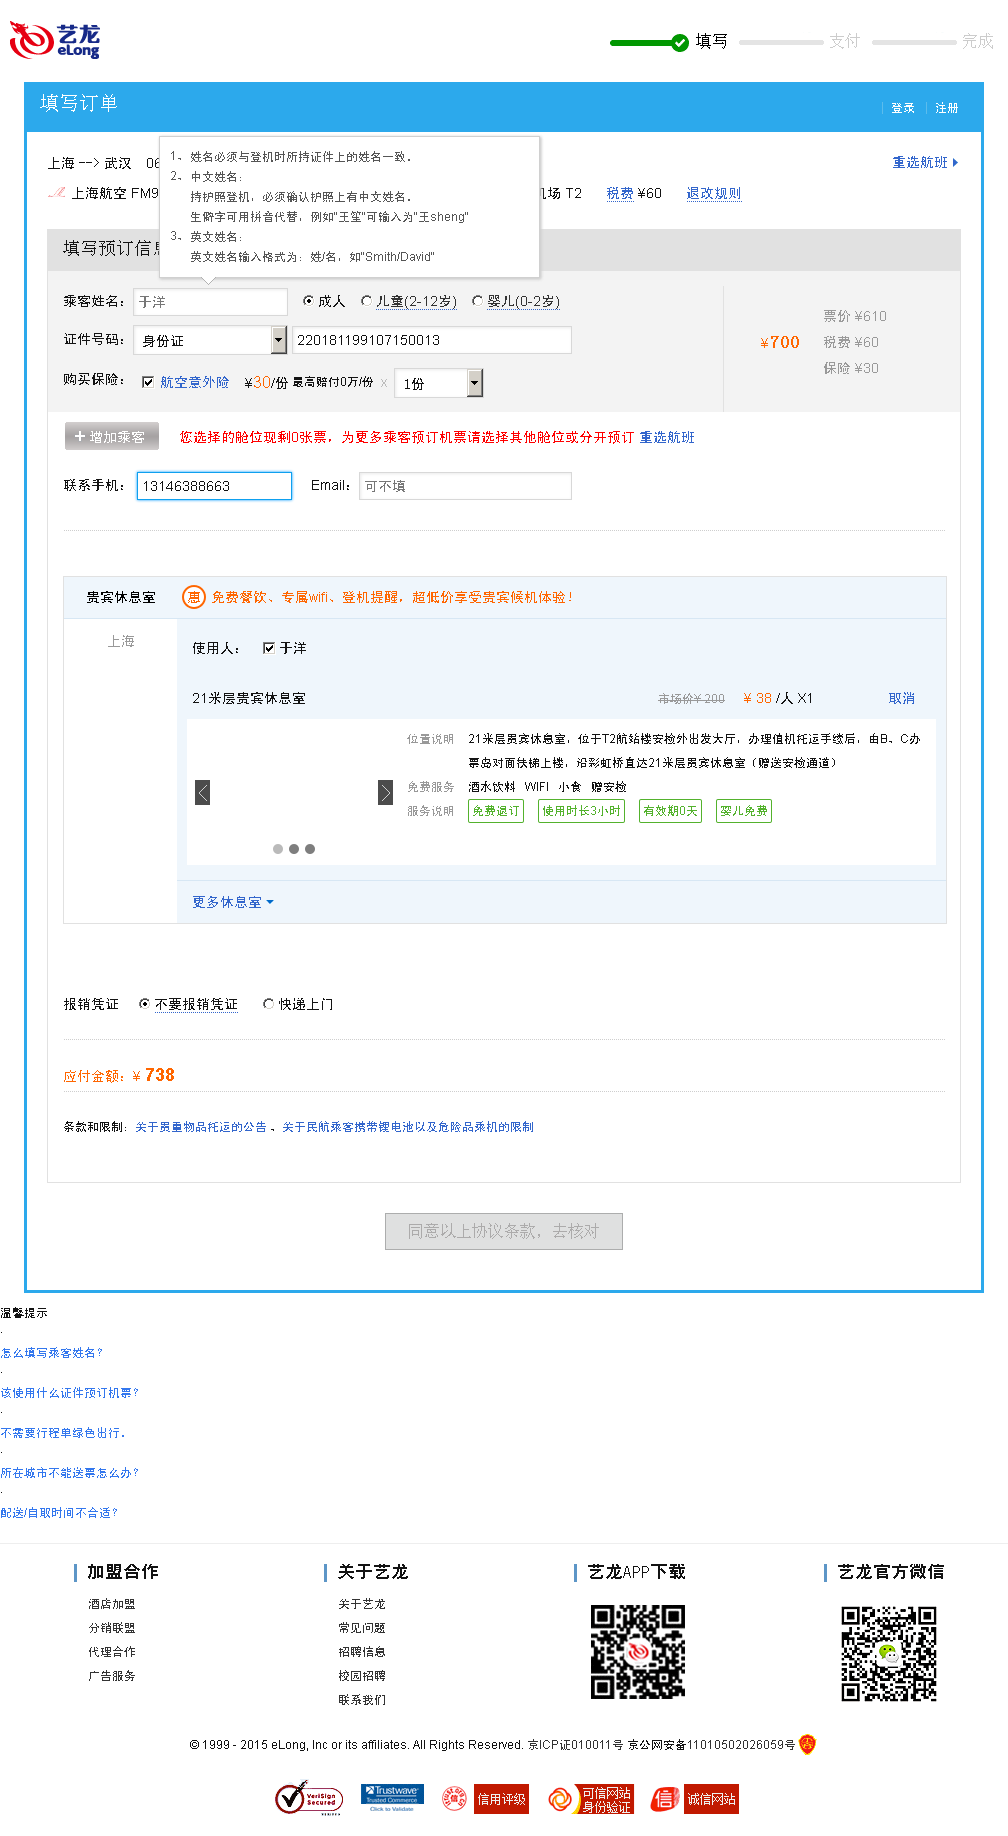 艺龙
eLong
填写 支付 完成
填写订单
登录 注册
1、姓名必须与登机时所持证件上的姓名一致。
2、中文姓名:
持护照登机，必须确认护照上有中文姓名。
生僻字可用拼音代替，例如"王笙"可输入为"王sheng"
3、英文姓名:
英文姓名输入格式为：姓/名，如"Smith/David"
上海 --> 武汉 06
重选航班
上海航空 FM9
机场 T2 税费 ¥60 退改规则
填写预订信息
乘客姓名： 于洋 成人 儿童(2-12岁) 婴儿(0-2岁)
票价 ¥610
证件号码： 身份证 220181199107150013
¥700 税费 ¥60
保险 ¥30
购买保险： 航空意外险 ¥30/份 最高赔付0万/份 x 1份
+ 增加乘客 您选择的舱位现剩0张票，为更多乘客预订机票请选择其他舱位或分开预订 重选航班
联系手机： 13146388663 Email： 可不填
贵宾休息室 惠 免费餐饮、专属wifi、登机提醒，超低价享受贵宾候机体验！
上海 使用人： 于洋
21米层贵宾休息室 市场价¥ 200 ¥ 38 /人 X1 取消
位置说明 21米层贵宾休息室，位于T2航站楼安检外出发大厅，办理值机托运手续后，由B、C办
票岛对面扶梯上楼，沿彩虹桥直达21米层贵宾休息室（赠送安检通道）
免费服务 酒水饮料 WIFI 小食 赠安检
服务说明 免费退订 使用时长3小时 有效期0天 婴儿免费
更多休息室
报销凭证 不要报销凭证 快递上门
应付金额：¥ 738
条款和限制：关于贵重物品托运的公告 、关于民航乘客携带锂电池以及危险品乘机的限制
同意以上协议条款，去核对
温馨提示
·
怎么填写乘客姓名？
·
该使用什么证件预订机票？
·
不需要行程单绿色出行。
·
所在城市不能送票怎么办？
·
配送/自取时间不合适？
加盟合作 关于艺龙 艺龙APP下载 艺龙官方微信
酒店加盟 关于艺龙
分销联盟 常见问题
代理合作 招聘信息
广告服务 校园招聘
联系我们
© 1999 - 2015 eLong, Inc or its affiliates. All Rights Reserved. 京ICP证010011号 京公网安备11010502026059号
VeriSign Secured Trustwave Trusted Commerce Click to Validate 信用评级 可信网站 身份验证 诚信网站